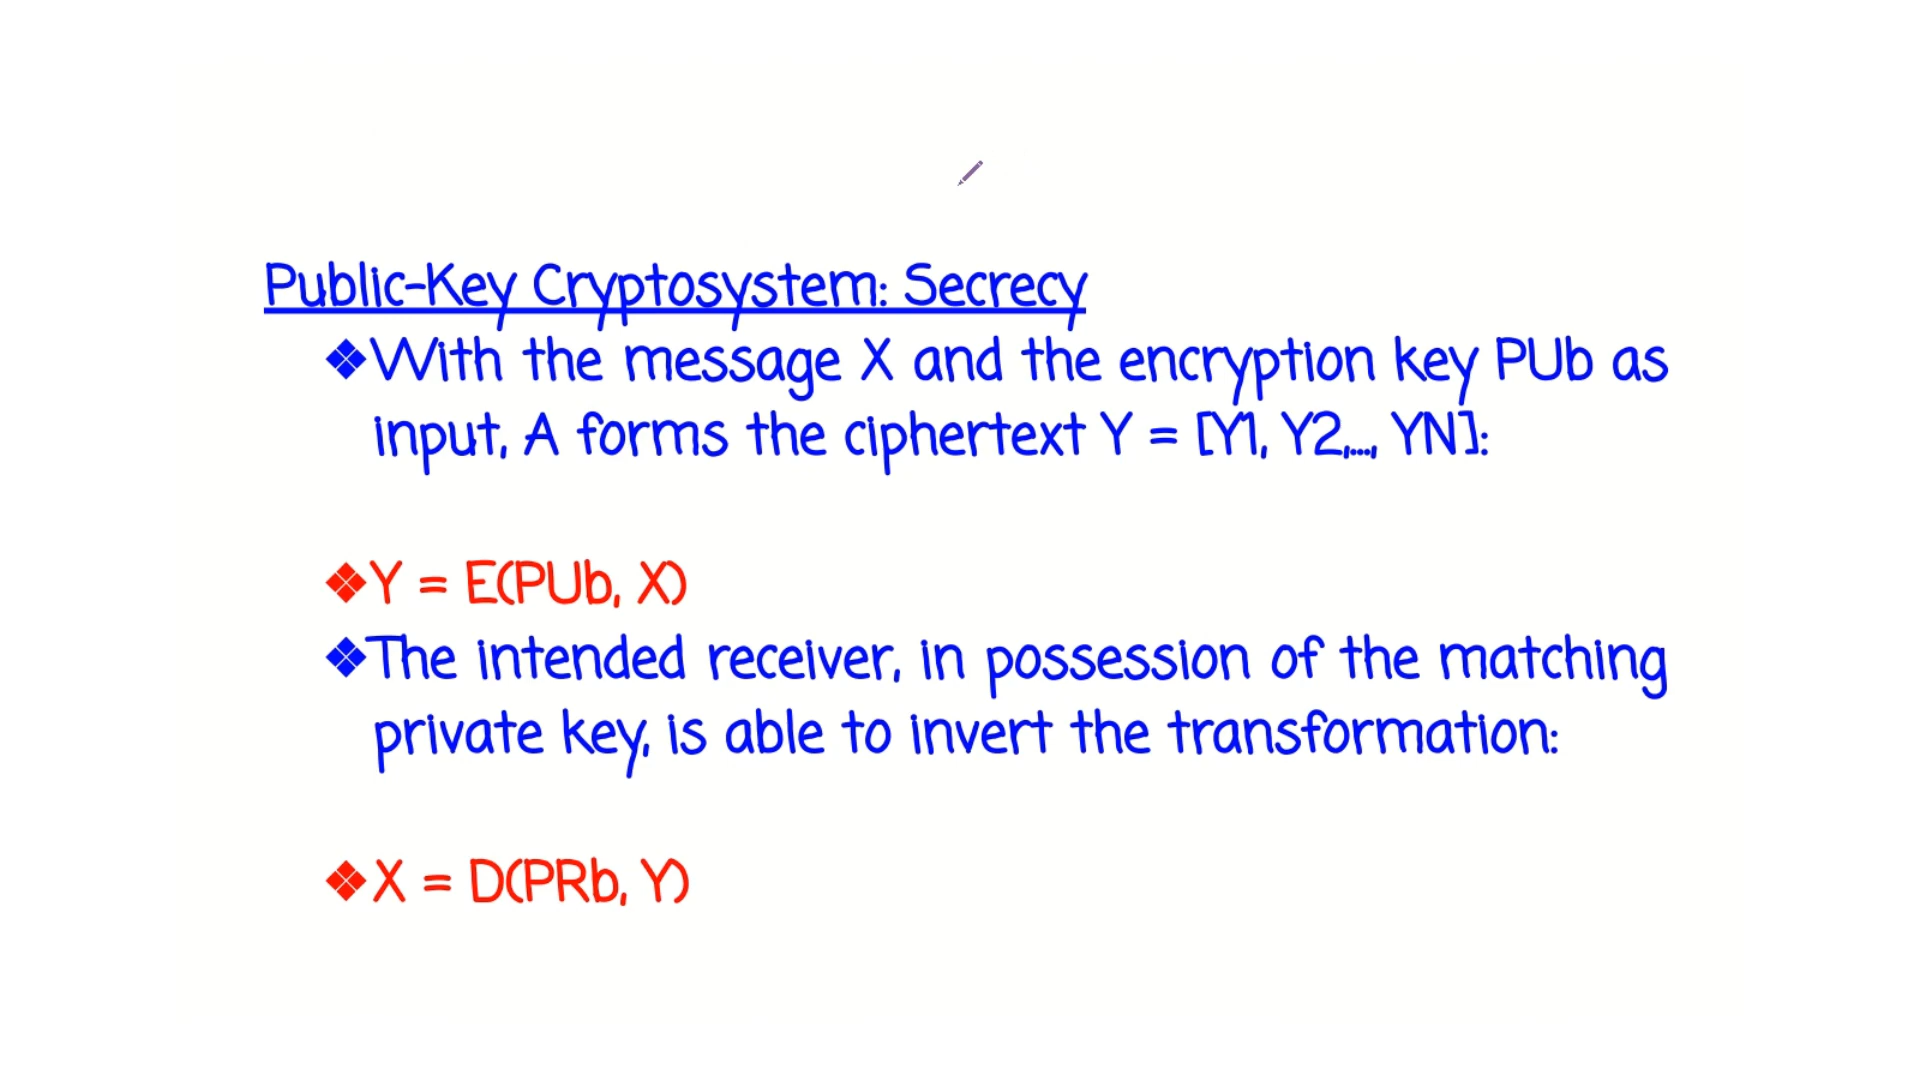 Public-Key Cryptosystem: Secrecy
❖With the message X and the encryption key PUb as
input, A forms the ciphertext Y = [Y1, Y2,..., YN]:
❖Y = E(PUb, X)
❖The intended receiver, in possession of the matching
private key, is able to invert the transformation:
❖X = D(PRb, Y)